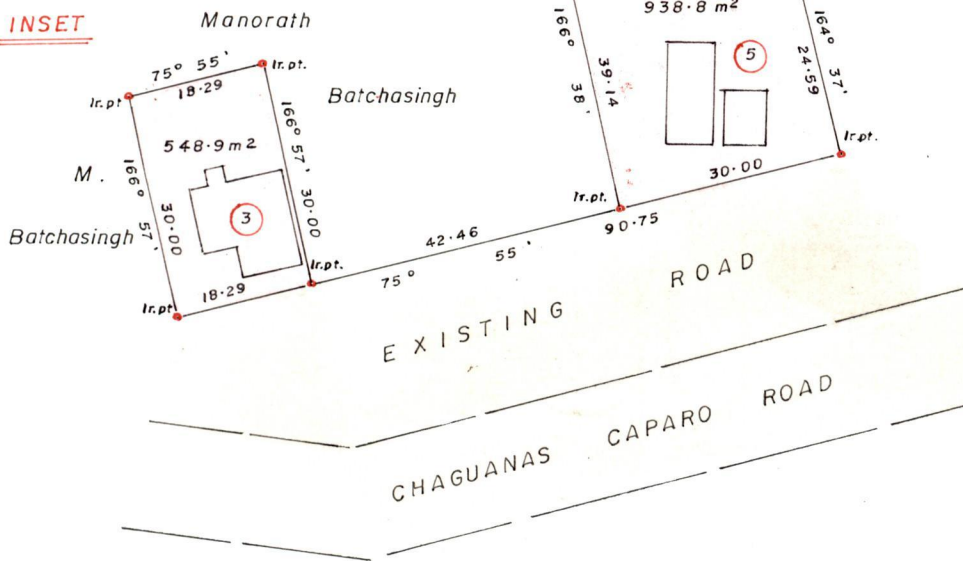 INSET
Manorath
938·8 m2
166°
39·14
38'
164°
37'
24·59
5
75° 55'
18·29
Ir.pt
Ir.pt.
Batchasingh
166° 57'
30·00
548·9 m2
M.
Batchasingh
166° 57'
30·00
3
Ir.pt.
30·00
Ir.pt.
90·75
42·46
75° 55'
Ir.pt.
18·29
Ir.pt
EXISTING ROAD
CHAGUANAS CAPARO ROAD